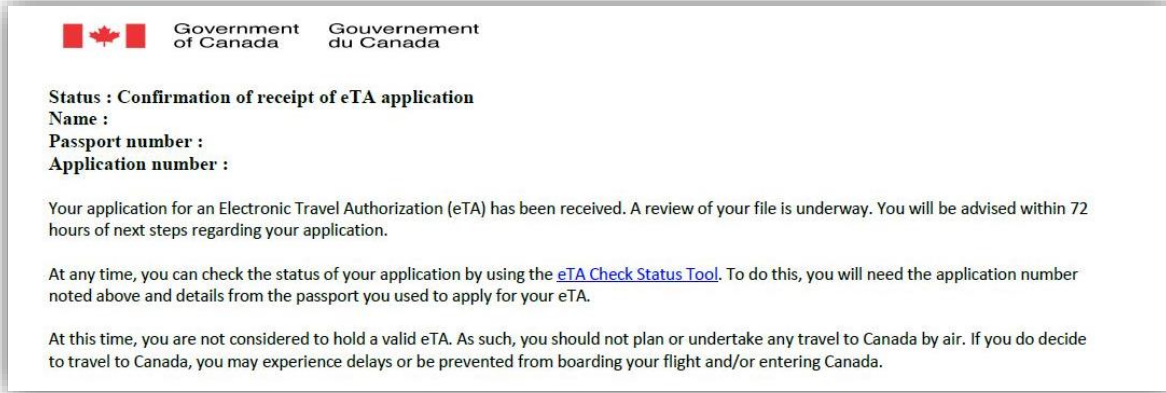 Government Gouvernement
of Canada du Canada
Status : Confirmation of receipt of eTA application
Name :
Passport number :
Application number :
Your application for an Electronic Travel Authorization (eTA) has been received. A review of your file is underway. You will be advised within 72
hours of next steps regarding your application.
At any time, you can check the status of your application by using the eTA Check Status Tool. To do this, you will need the application number
noted above and details from the passport you used to apply for your eTA.
At this time, you are not considered to hold a valid eTA. As such, you should not plan or undertake any travel to Canada by air. If you do decide
to travel to Canada, you may experience delays or be prevented from boarding your flight and/or entering Canada.